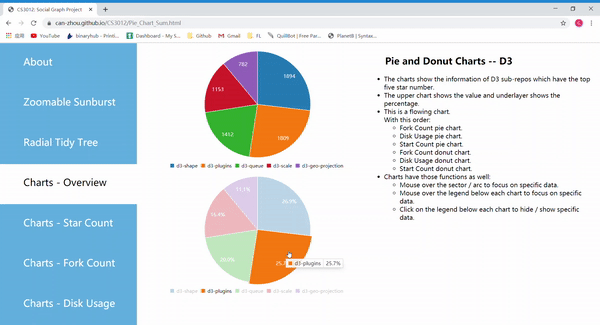 CS3012: Social Graph Project
can-zhou.github.io/CS3012/Pie_Chart_Sum.html
应用
binaryhub - Printi...
Dashboard - My S...
Github
Gmail
QuillBot | Free Par...
PlanetB | Syntax C...
About
Zoomable Sunburst
Radial Tidy Tree
Charts - Overview
Charts - Star Count
Charts - Fork Count
Charts - Disk Usage
782
1894
1153
1452
d3-shape d3-plugins d3-queue d3-scale d3-geo-projection
11.1%
26.9%
20.6%
d3-plugins 25.7%
d3-shape d3-plugins d3-queue d3-scale d3-geo-projection
Pie and Donut Charts -- D3
The charts show the information of D3 sub-repos which have the top
five star number.
The upper chart shows the value and underlayer shows the
percentage.
This is a flowing chart.
With this order:
Fork Count pie chart.
Disk Usage pie chart.
Start Count pie chart.
Fork Count donut chart.
Disk Usage donut chart.
Start Count donut chart.
Charts have those functions as well:
Mouse over the sector / arc to focus on specific data.
Mouse over the legend below each chart to focus on specific
data.
Click on the legend below each chart to hide / show specific
data.